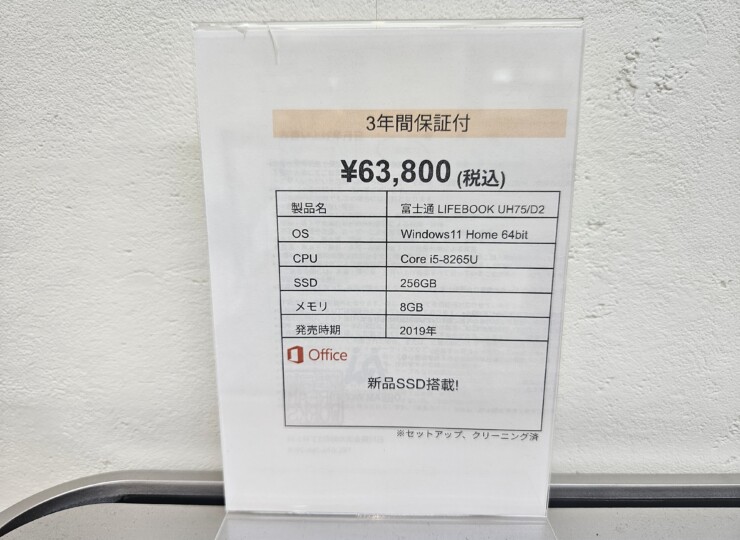 3年間保証付
¥63,800 (税込)
製品名 富士通 LIFEBOOK UH75/D2
OS Windows11 Home 64bit
CPU Core i5-8265U
SSD 256GB
メモリ 8GB
発売時期 2019年
Office
新品SSD搭載!
※セットアップ、クリーニング済